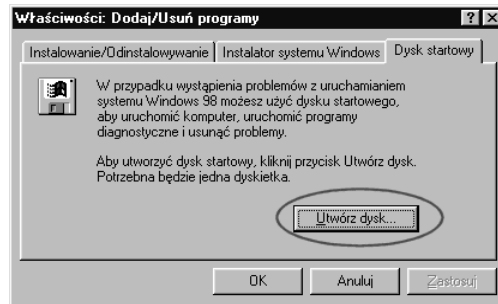 Właściwości: Dodaj/Usuń programy
Instalowanie/Odinstalowywanie Instalator systemu Windows Dysk startowy
W przypadku wystąpienia problemów z uruchamianiem
systemu Windows 98 możesz użyć dysku startowego,
aby uruchomić komputer, uruchomić programy
diagnostyczne i usunąć problemy.
Aby utworzyć dysk startowy, kliknij przycisk Utwórz dysk.
Potrzebna będzie jedna dyskietka.
Utwórz dysk...
OK Anuluj Zastosuj